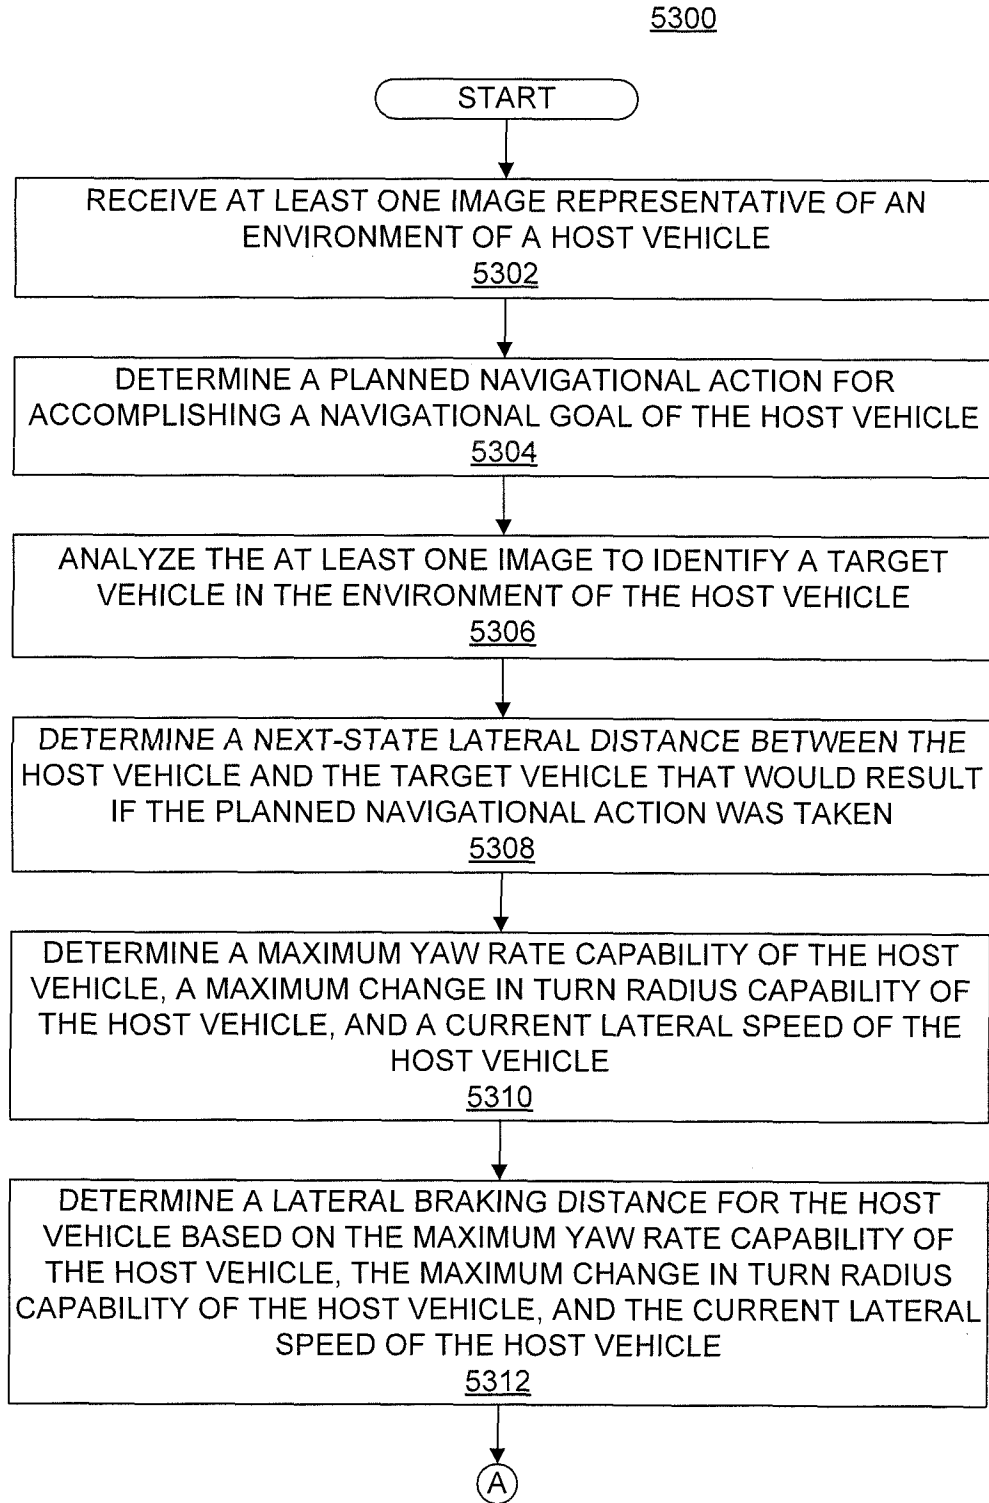 5300
START
RECEIVE AT LEAST ONE IMAGE REPRESENTATIVE OF AN
ENVIRONMENT OF A HOST VEHICLE
5302
DETERMINE A PLANNED NAVIGATIONAL ACTION FOR
ACCOMPLISHING A NAVIGATIONAL GOAL OF THE HOST VEHICLE
5304
ANALYZE THE AT LEAST ONE IMAGE TO IDENTIFY A TARGET
VEHICLE IN THE ENVIRONMENT OF THE HOST VEHICLE
5306
DETERMINE A NEXT-STATE LATERAL DISTANCE BETWEEN THE
HOST VEHICLE AND THE TARGET VEHICLE THAT WOULD RESULT
IF THE PLANNED NAVIGATIONAL ACTION WAS TAKEN
5308
DETERMINE A MAXIMUM YAW RATE CAPABILITY OF THE HOST
VEHICLE, A MAXIMUM CHANGE IN TURN RADIUS CAPABILITY OF
THE HOST VEHICLE, AND A CURRENT LATERAL SPEED OF THE
HOST VEHICLE
5310
DETERMINE A LATERAL BRAKING DISTANCE FOR THE HOST
VEHICLE BASED ON THE MAXIMUM YAW RATE CAPABILITY OF
THE HOST VEHICLE, THE MAXIMUM CHANGE IN TURN RADIUS
CAPABILITY OF THE HOST VEHICLE, AND THE CURRENT LATERAL
SPEED OF THE HOST VEHICLE
5312
A